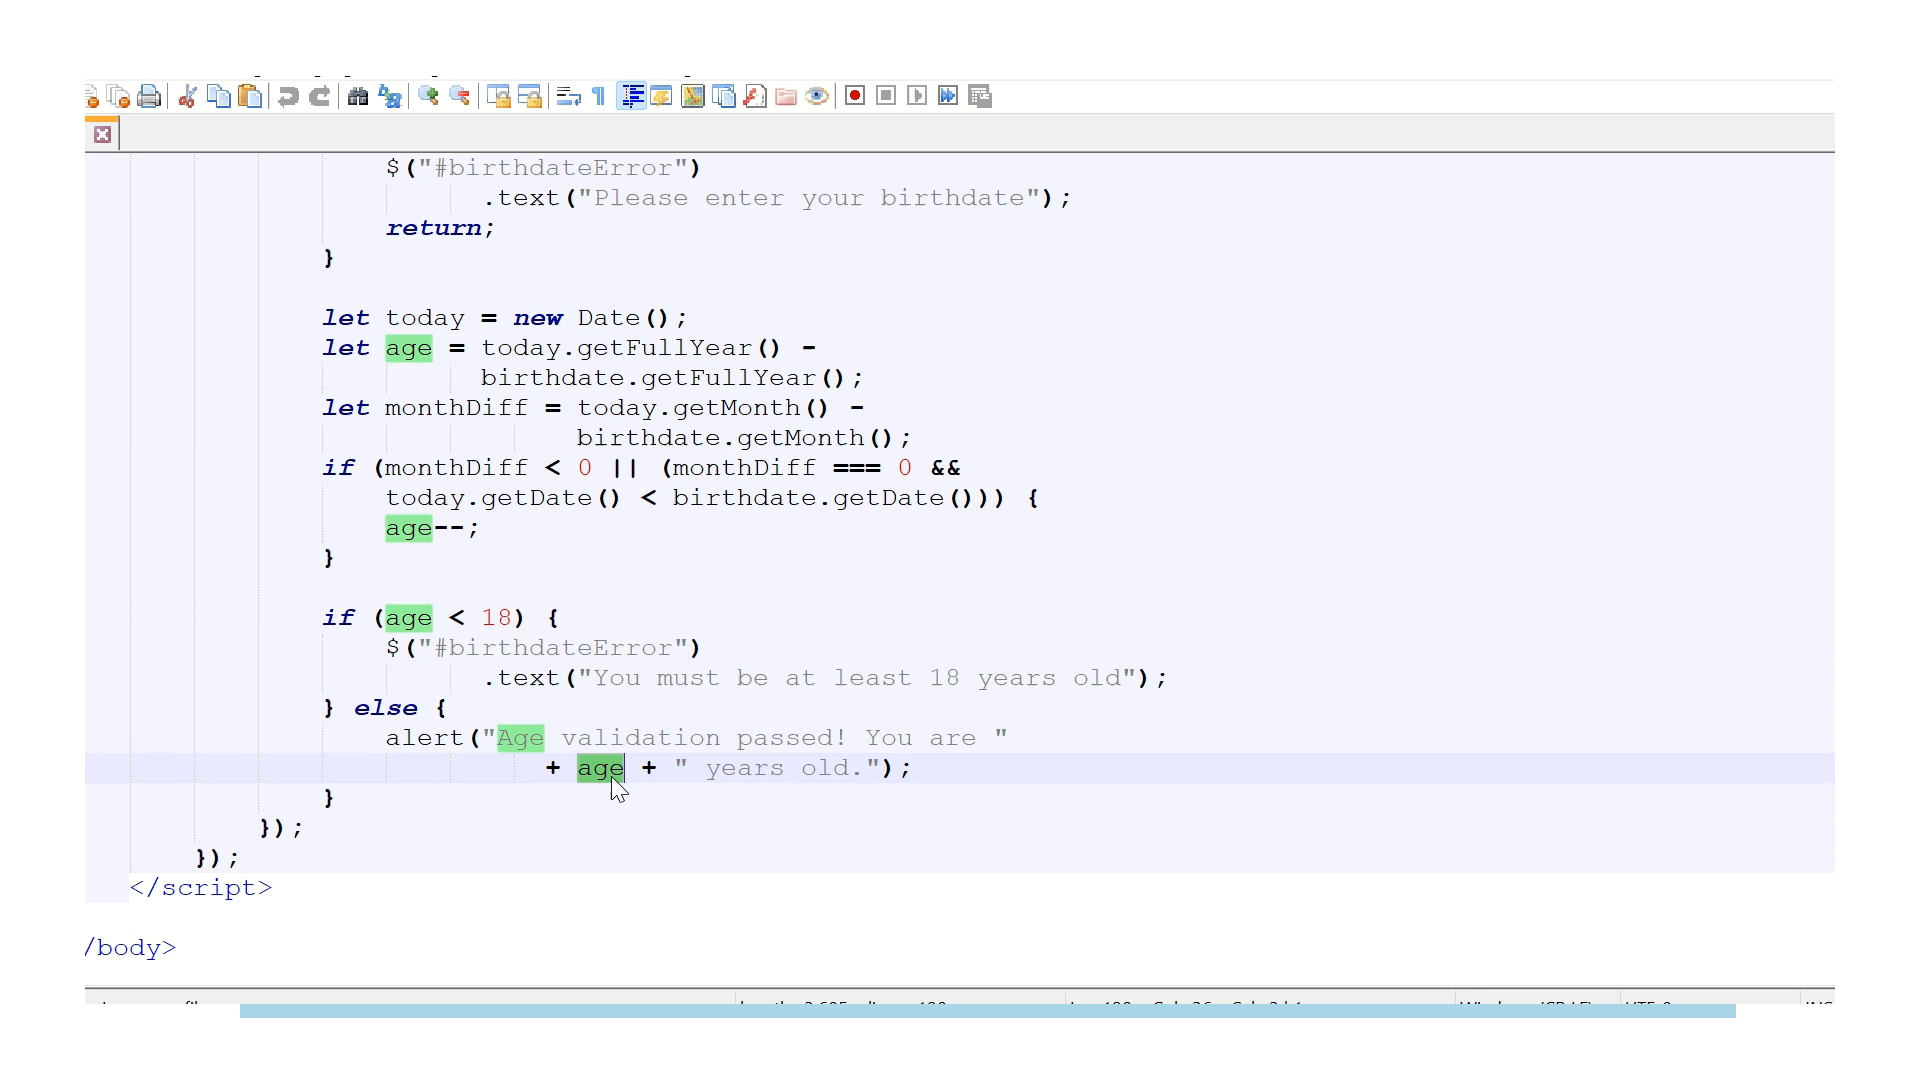 $("#birthdateError")
.text("Please enter your birthdate");
return;
}
let today = new Date();
let age = today.getFullYear() -
birthdate.getFullYear();
let monthDiff = today.getMonth() -
birthdate.getMonth();
if (monthDiff < 0 || (monthDiff === 0 &&
today.getDate() < birthdate.getDate())) {
age--;
}
if (age < 18) {
$("#birthdateError")
.text("You must be at least 18 years old");
} else {
alert("Age validation passed! You are "
+ age + " years old.");
}
});
});
</script>
/body>